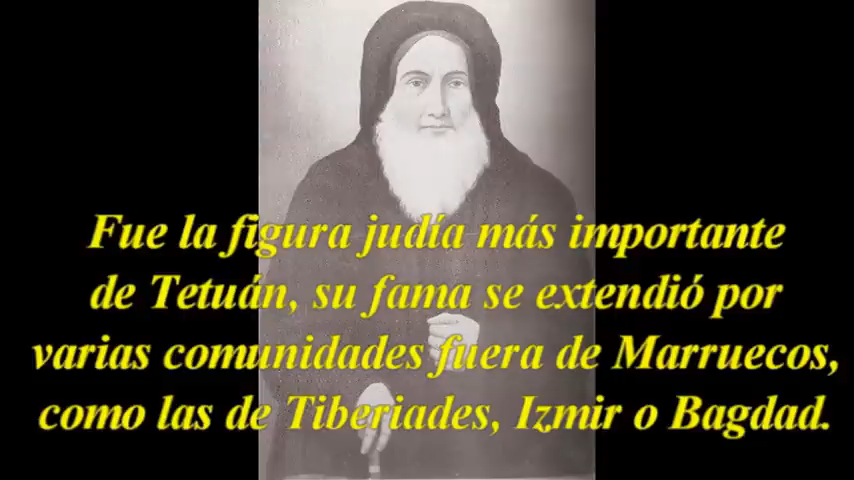 Fue la figura judía más importante
de Tetuán, su fama se extendió por
varias comunidades fuera de Marruecos,
como las de Tiberiades, Izmir o Bagdad.